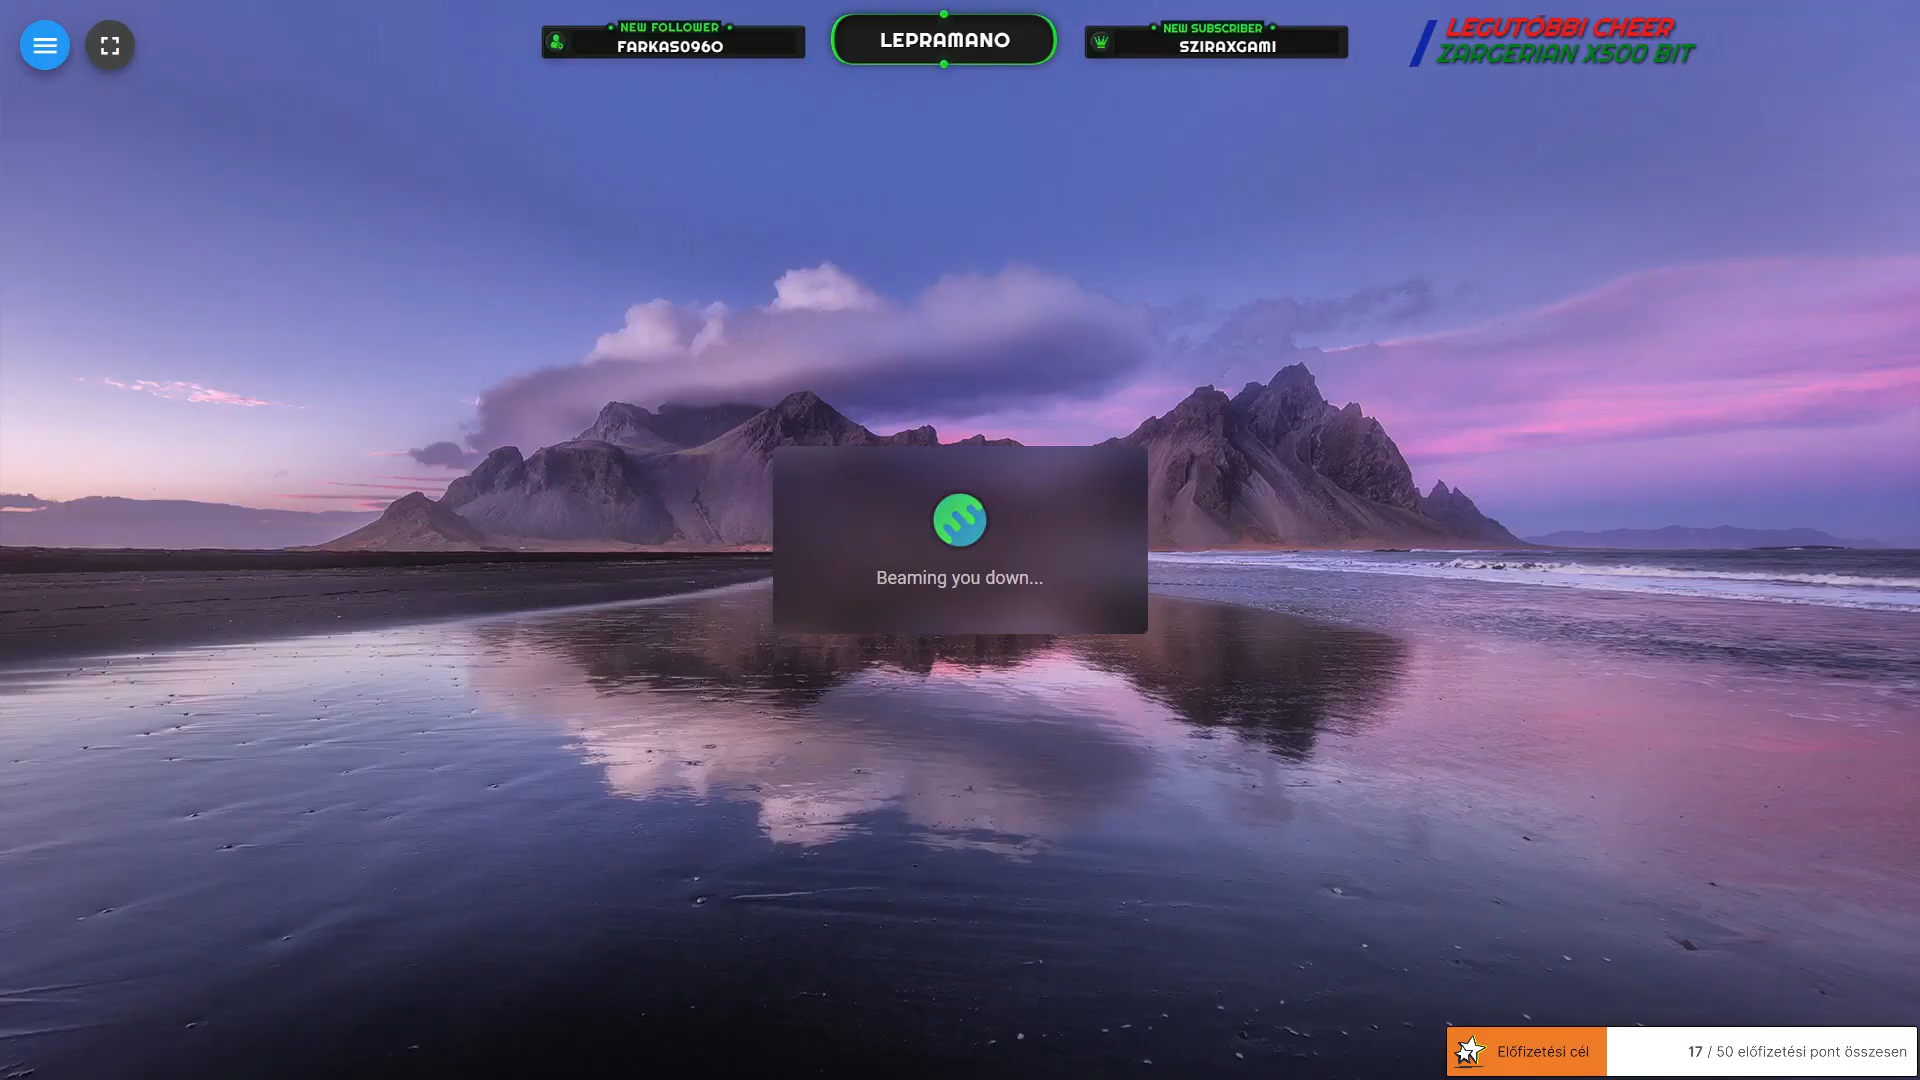 NEW FOLLOWER
FARKAS0960
LEPRAMANO
NEW SUBSCRIBER
SZIRAXGAMI
LEGUTÓBBI CHEER
ZARGERIAN X500 BIT
Beaming you down...
Előfizetési cél
17 / 50 előfizetési pont összesen